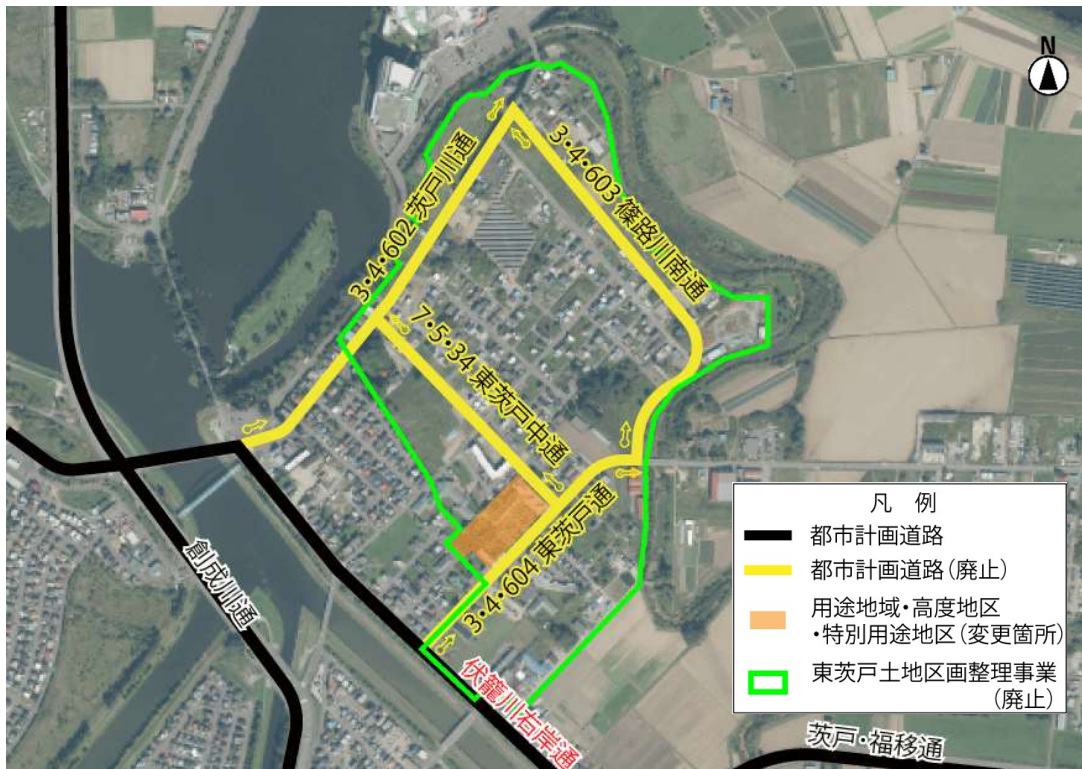 N
3・4・602 茨戸川通
3・4・603 篠路川南通
7・5・34 東茨戸中通
3・4・604 東茨戸通
創成川通
伏籠川右岸通
茨戸・福移通
凡 例
都市計画道路
都市計画道路(廃止)
用途地域・高度地区
・特別用途地区(変更箇所)
東茨戸土地区画整理事業
(廃止)